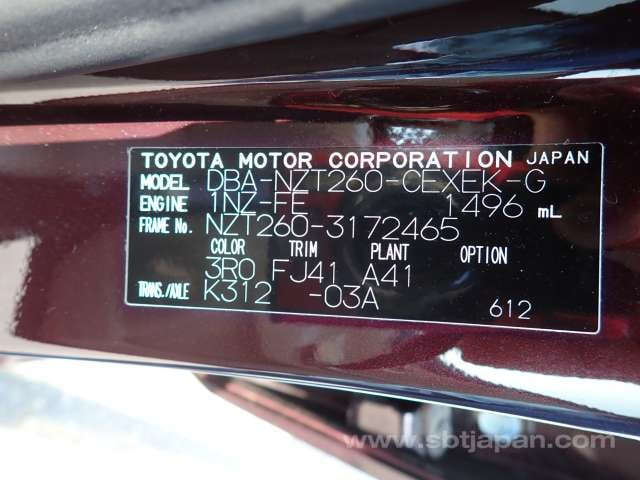 TOYOTA MOTOR CORPORATION JAPAN
MODEL DBA-NZT260-CEXEK-G
ENGINE 1NZ-FE 1496 mL
FRAME No. NZT260-3172465
COLOR TRIM PLANT OPTION
3R0 FJ41 A41
TRANS./AXLE K312 -03A
612
www.sbtjapan.com